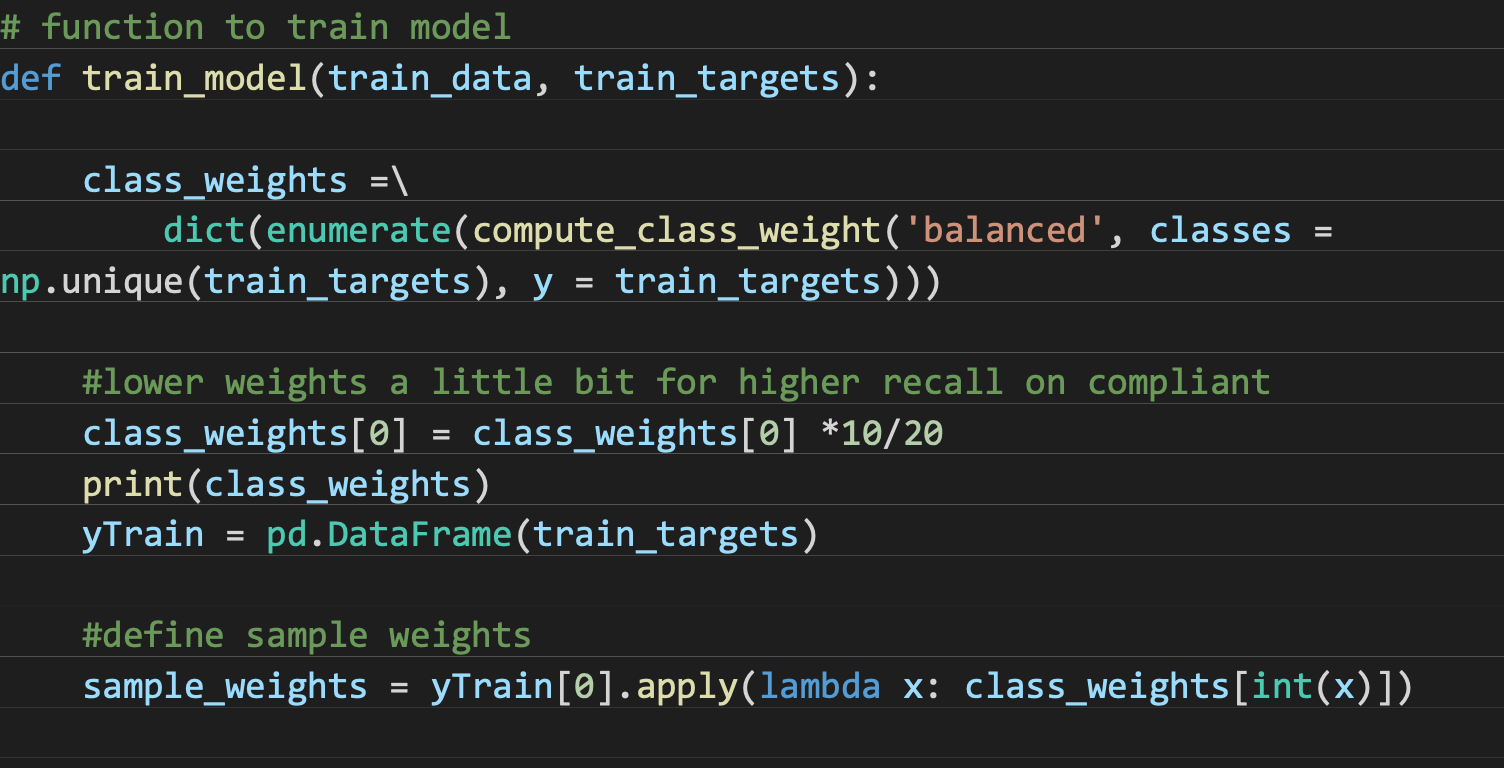 # function to train model
def train_model(train_data, train_targets):
class_weights =\
dict(enumerate(compute_class_weight('balanced', classes =
np.unique(train_targets), y = train_targets)))
#lower weights a little bit for higher recall on compliant
class_weights[0] = class_weights[0] *10/20
print(class_weights)
yTrain = pd.DataFrame(train_targets)
#define sample weights
sample_weights = yTrain[0].apply(lambda x: class_weights[int(x)])